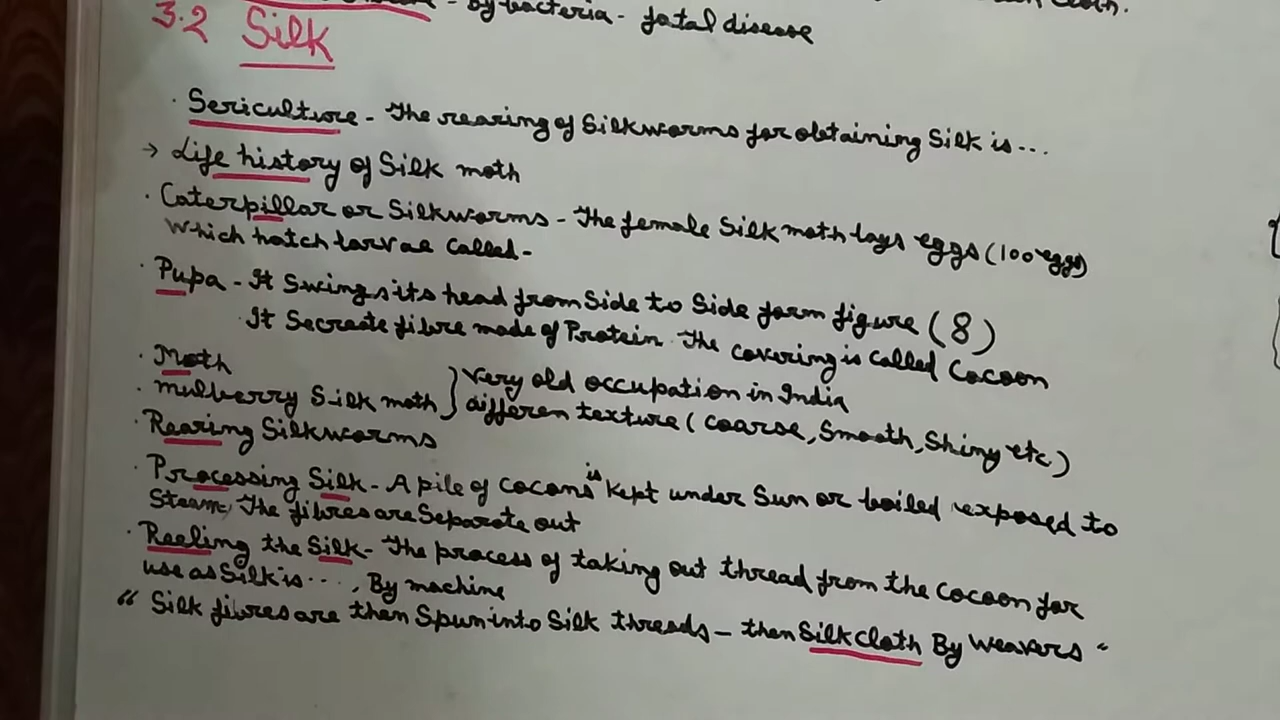 - By bacteria - fatal disease
cloth.
3.2 Silk
· Sericulture - The rearing of Silkworms for obtaining Silk is...
→ Life history of Silk moth
· Caterpillar or Silkworms - The female Silk moth lays eggs (100 eggs)
which hatch larvae called -
· Pupa - It Swings its head from Side to Side form figure (8)
· It Secreate fibre made of Protein. The covering is called Cocoon
· Moth
· mulberry Silk moth } very old occupation in India
differen texture (coarse, Smooth, Shiny etc)
· Rearing Silkworms
· Processing Silk - A pile of cocons is kept under Sun or boiled exposed to
Steam, The fibres are Separate out
· Reeling the Silk - The process of taking out thread from the Cocoon for
use as Silk is ...., By machine
“ Silk fibres are then Spun into Silk threads - then Silk Cloth By Weavers “